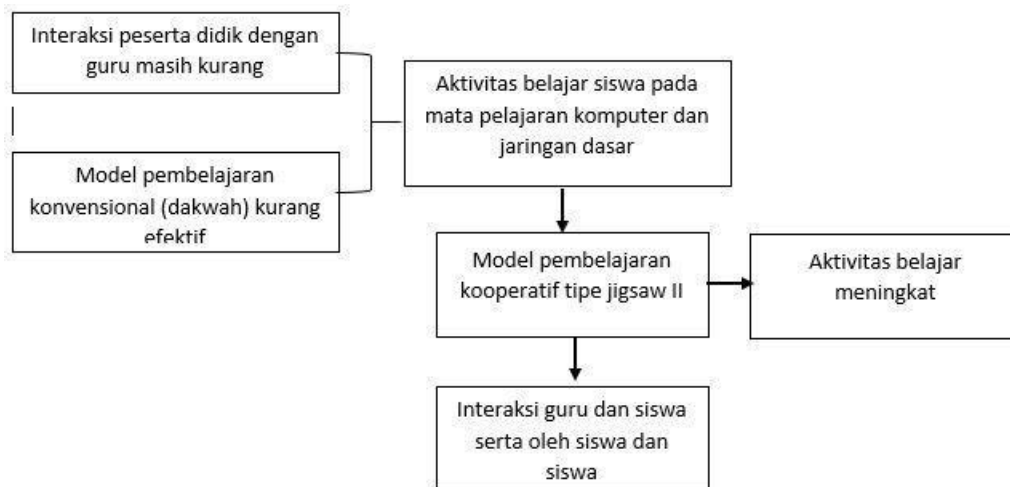 Interaksi peserta didik dengan
guru masih kurang
Model pembelajaran
konvensional (dakwah) kurang
efektif
Aktivitas belajar siswa pada
mata pelajaran komputer dan
jaringan dasar
Model pembelajaran
kooperatif tipe jigsaw II
Aktivitas belajar
meningkat
Interaksi guru dan siswa
serta oleh siswa dan
siswa